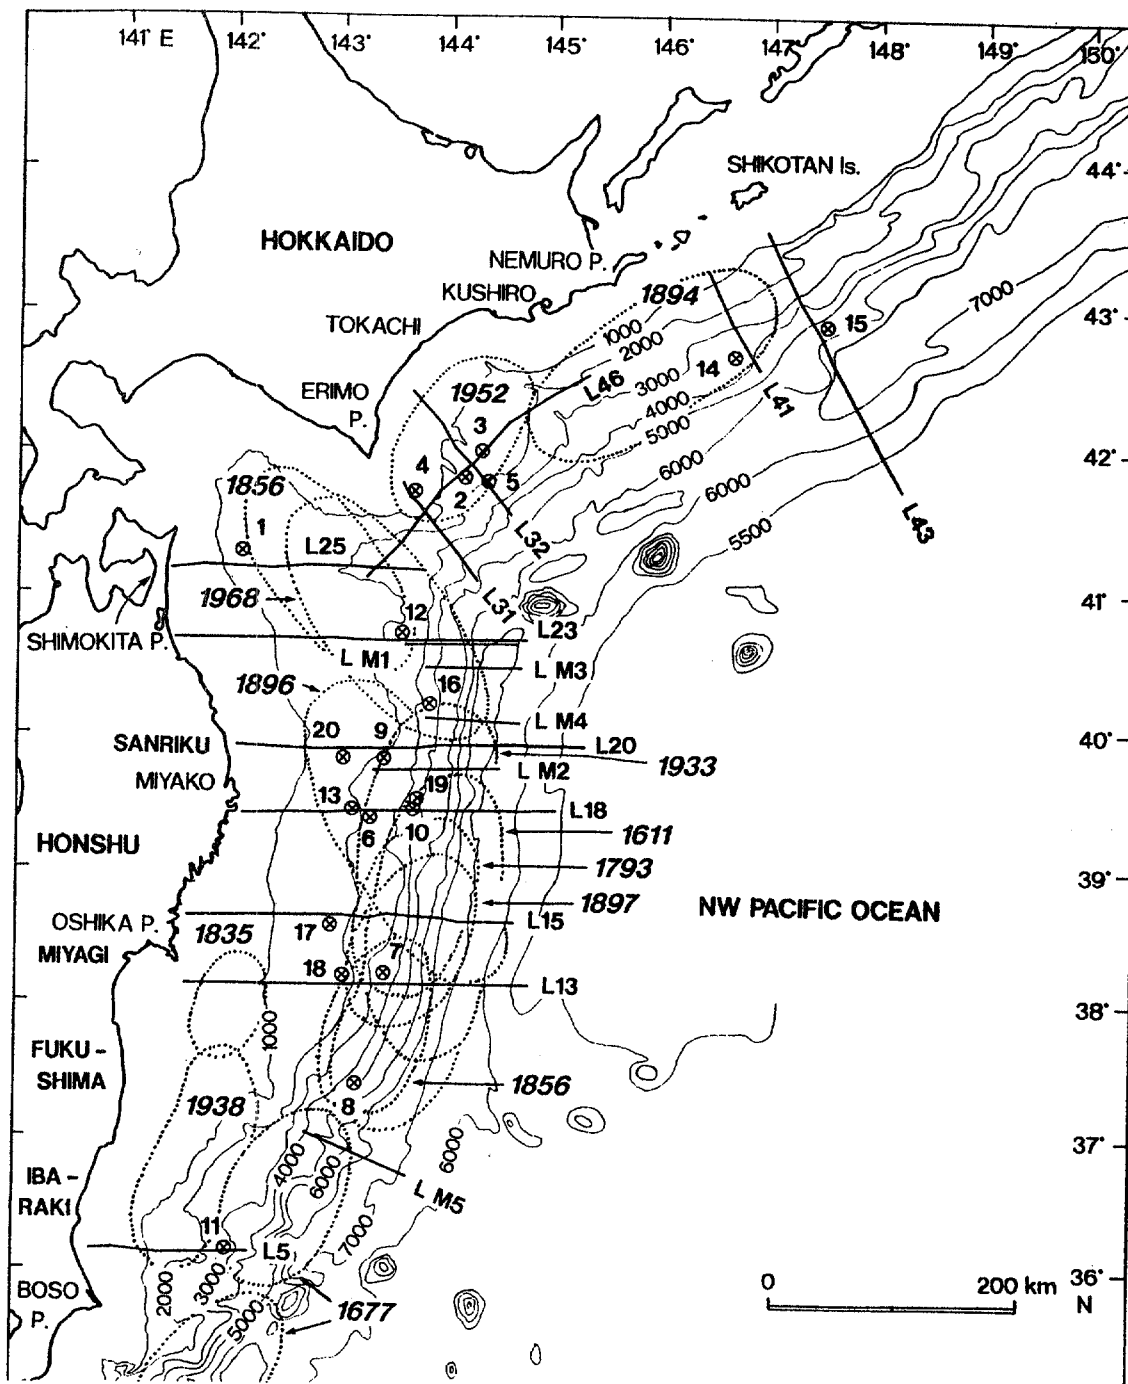 141° E 142° 143° 144° 145° 146° 147° 148° 149° 150°
SHIKOTAN Is.
44°
HOKKAIDO
NEMURO P.
KUSHIRO
1894
7000
TOKACHI
1000
15
43°
2000
14
ERIMO
P.
1952
L46
3000
L41
4000
3
5000
4
2
5
6000
42°
1856
6000
L43
1
L32
5500
L25
1968
12
L31
41°
SHIMOKITA P.
L23
L M1
L M3
1896
16
L M4
20
9
SANRIKU
L20
40°
1933
MIYAKO
L M2
13
19
L18
6
10
1611
HONSHU
1793
39°
1897
OSHIKA P.
L15
NW PACIFIC OCEAN
MIYAGI
1835
17
18
7
L13
38°
1000
FUKU -
SHIMA
1856
1938
8
37°
4000
6000
6000
IBA -
RAKI
L M5
11
7000
L5
BOSO
P.
2000
3000
5000
1677
0
200 km
36°
N